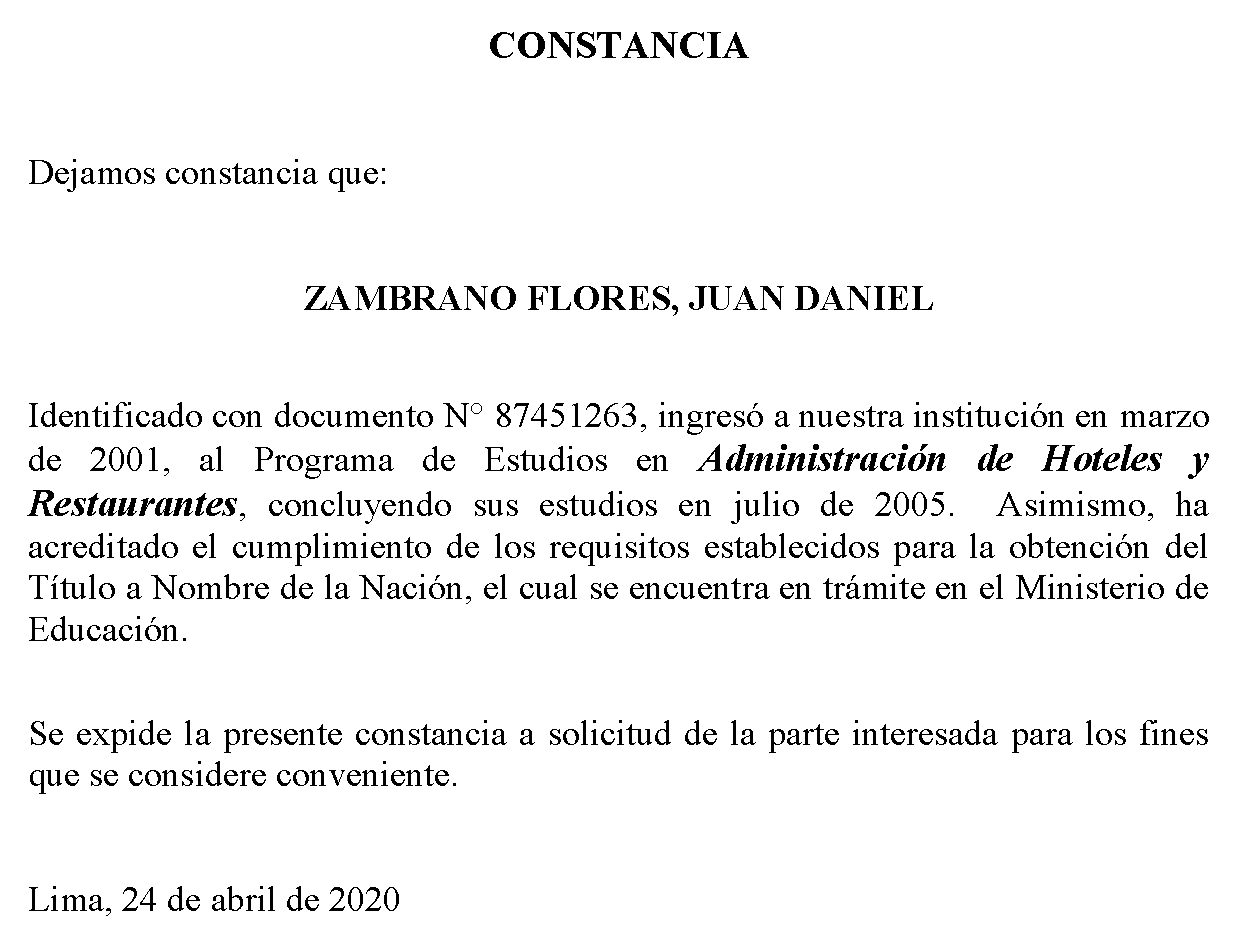 CONSTANCIA
Dejamos constancia que:
ZAMBRANO FLORES, JUAN DANIEL
Identificado con documento N° 87451263, ingresó a nuestra institución en marzo
de 2001, al Programa de Estudios en Administración de Hoteles y
Restaurantes, concluyendo sus estudios en julio de 2005. Asimismo, ha
acreditado el cumplimiento de los requisitos establecidos para la obtención del
Título a Nombre de la Nación, el cual se encuentra en trámite en el Ministerio de
Educación.
Se expide la presente constancia a solicitud de la parte interesada para los fines
que se considere conveniente.
Lima, 24 de abril de 2020